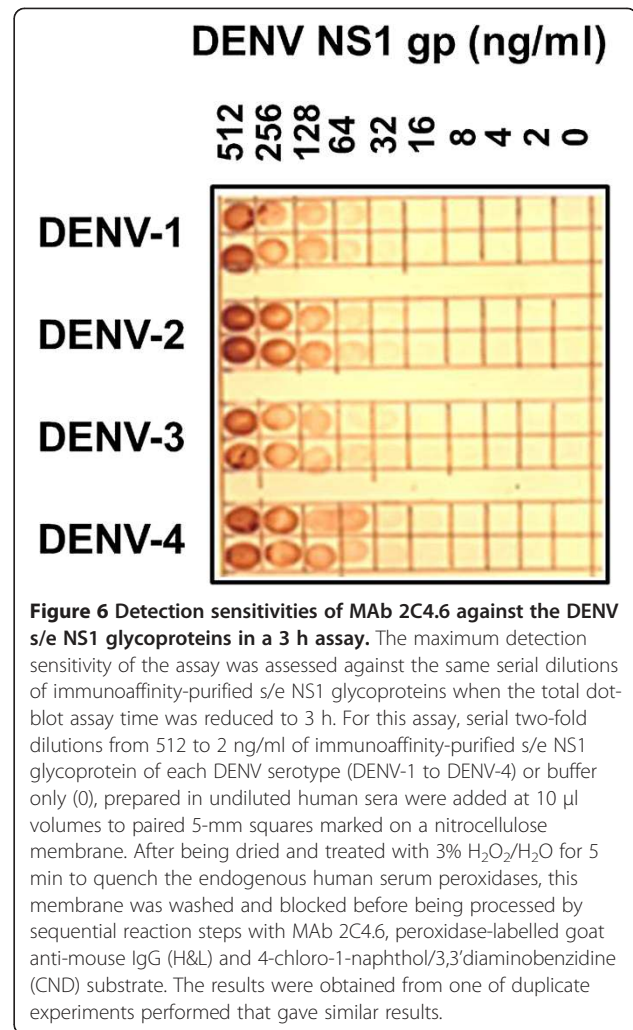 DENV NS1 gp (ng/ml)
512 256 128 64 32 16 8 4 2 0
DENV-1
DENV-2
DENV-3
DENV-4
Figure 6 Detection sensitivities of MAb 2C4.6 against the DENV
s/e NS1 glycoproteins in a 3 h assay. The maximum detection
sensitivity of the assay was assessed against the same serial dilutions
of immunoaffinity-purified s/e NS1 glycoproteins when the total dot-
blot assay time was reduced to 3 h. For this assay, serial two-fold
dilutions from 512 to 2 ng/ml of immunoaffinity-purified s/e NS1
glycoprotein of each DENV serotype (DENV-1 to DENV-4) or buffer
only (0), prepared in undiluted human sera were added at 10 μl
volumes to paired 5-mm squares marked on a nitrocellulose
membrane. After being dried and treated with 3% H₂O₂/H₂O for 5
min to quench the endogenous human serum peroxidases, this
membrane was washed and blocked before being processed by
sequential reaction steps with MAb 2C4.6, peroxidase-labelled goat
anti-mouse IgG (H&L) and 4-chloro-1-naphthol/3,3’diaminobenzidine
(CND) substrate. The results were obtained from one of duplicate
experiments performed that gave similar results.